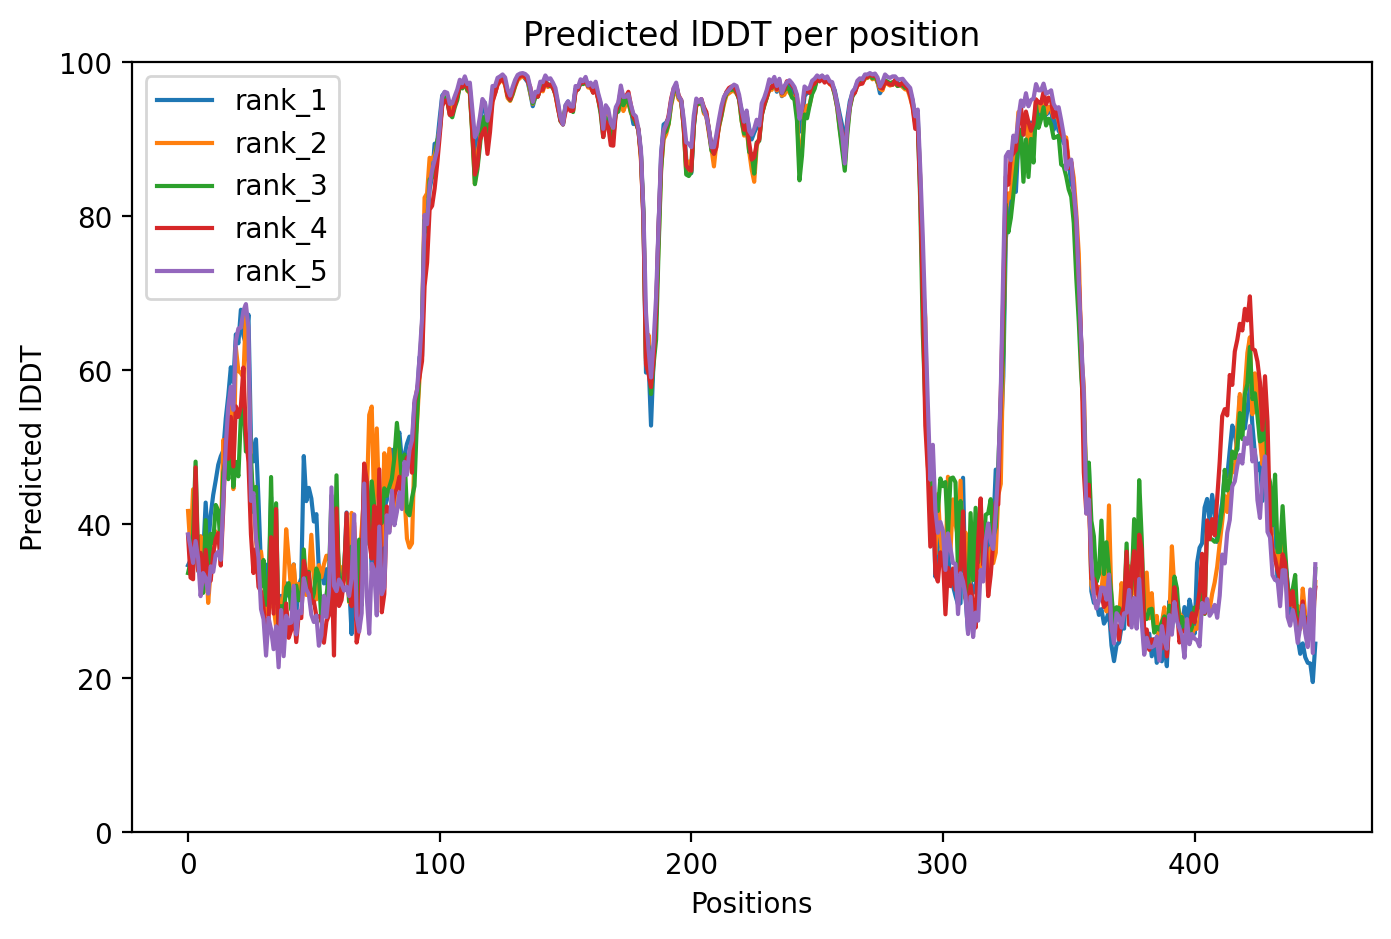 Predicted lDDT per position
100
80
60
40
20
0
Predicted lDDT
rank_1
rank_2
rank_3
rank_4
rank_5
0 100 200 300 400
Positions